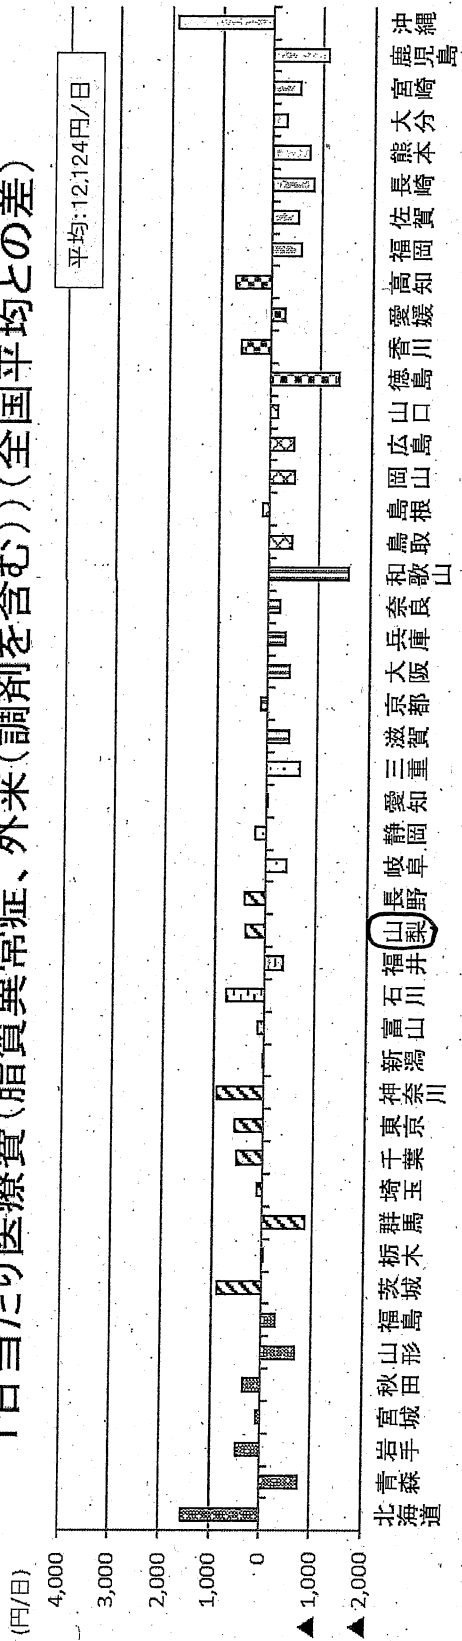 1日当たり医療費(脂質異常症、外来(調剤を含む))(全国平均との差)
(円/日)
平均:12,124円/日
4,000
3,000
2,000
1,000
0
▲ 1,000
▲ 2,000
北海道
青森
岩手
宮城
秋田
山形
福島
茨城
栃木
群馬
埼玉
千葉
東京
神奈川
新潟
富山
石川
福井
山梨
長野
岐阜
静岡
愛知
三重
滋賀
京都
大阪
兵庫
奈良
和歌山
鳥取
島根
岡山
広島
山口
徳島
香川
愛媛
高知
福岡
佐賀
長崎
熊本
大分
宮崎
鹿児島
沖縄